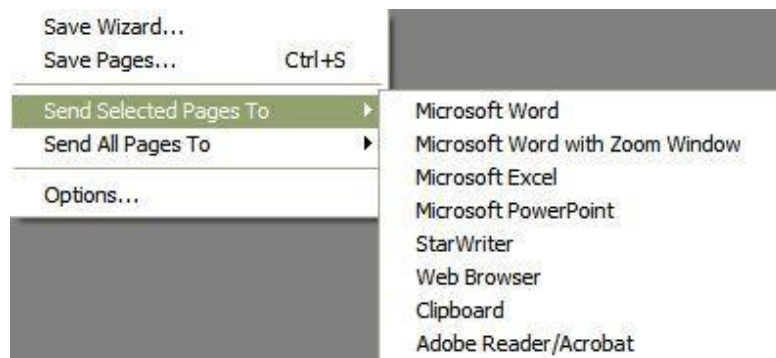 Save Wizard...
Save Pages... Ctrl+S
Send Selected Pages To
Send All Pages To
Options...
Microsoft Word
Microsoft Word with Zoom Window
Microsoft Excel
Microsoft PowerPoint
StarWriter
Web Browser
Clipboard
Adobe Reader/Acrobat